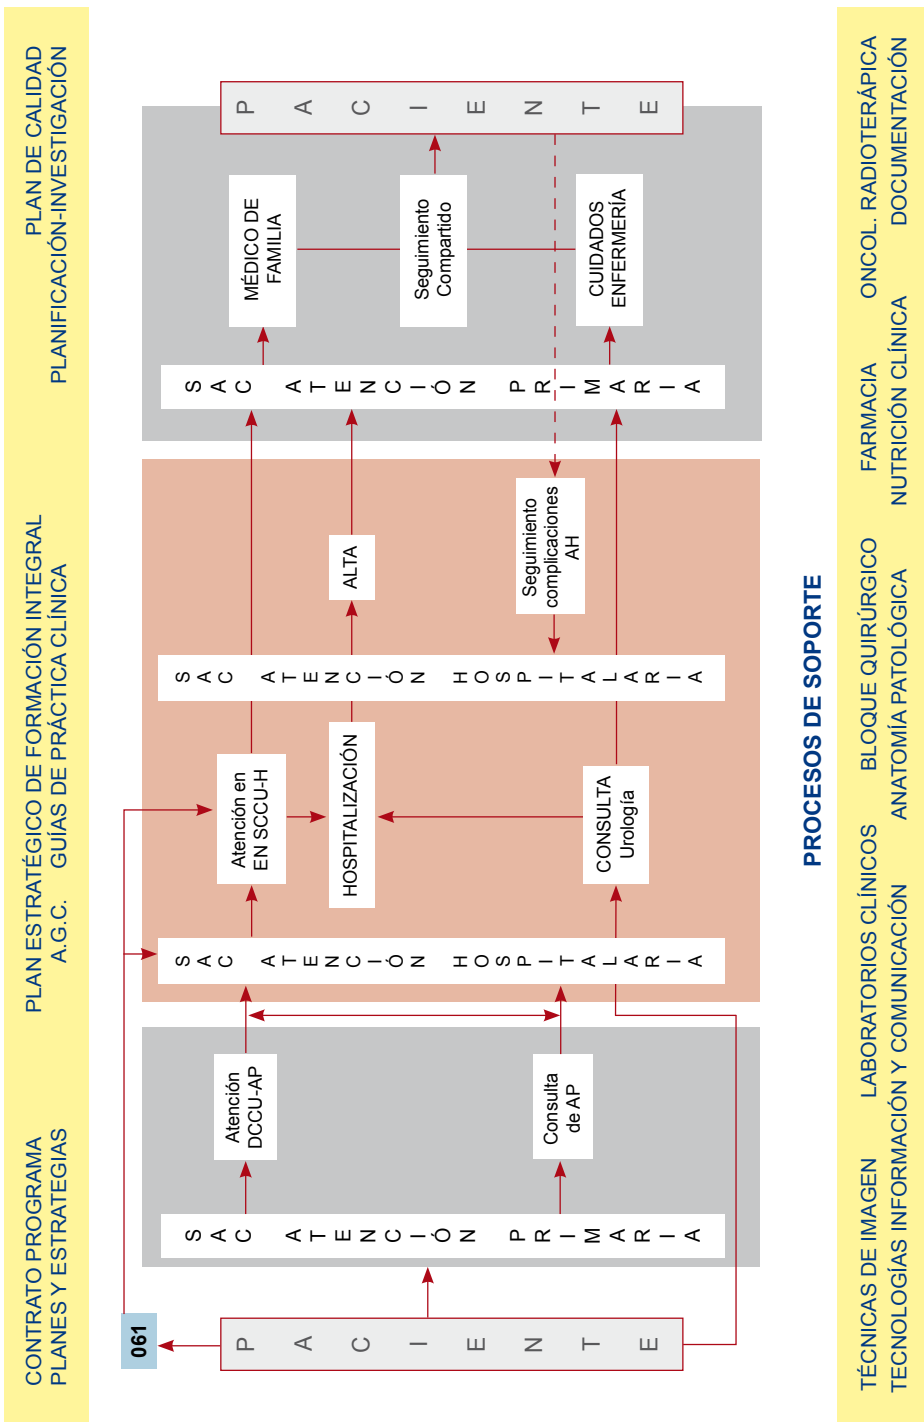 CONTRATO PROGRAMA
PLANES Y ESTRATEGIAS
PLAN ESTRATÉGICO DE FORMACIÓN INTEGRAL
A.G.C. GUÍAS DE PRÁCTICA CLÍNICA
PLAN DE CALIDAD
PLANIFICACIÓN-INVESTIGACIÓN
061
PACIENTE
SAC ATENCIÓN PRIMARIA
Atención
DCCU-AP
Consulta
de AP
SAC ATENCIÓN HOSPITALARIA
Atención en
EN SCCU-H
HOSPITALIZACIÓN
CONSULTA
Urología
SAC ATENCIÓN HOSPITALARIA
ALTA
Seguimiento
complicaciones
AH
SAC ATENCIÓN PRIMARIA
MÉDICO DE
FAMILIA
Seguimiento
Compartido
CUIDADOS
ENFERMERÍA
PACIENTE
PROCESOS DE SOPORTE
TÉCNICAS DE IMAGEN LABORATORIOS CLÍNICOS BLOQUE QUIRÚRGICO FARMACIA ONCOL. RADIOTERÁPICA
TECNOLOGÍAS INFORMACIÓN Y COMUNICACIÓN ANATOMÍA PATOLÓGICA NUTRICIÓN CLÍNICA DOCUMENTACIÓN